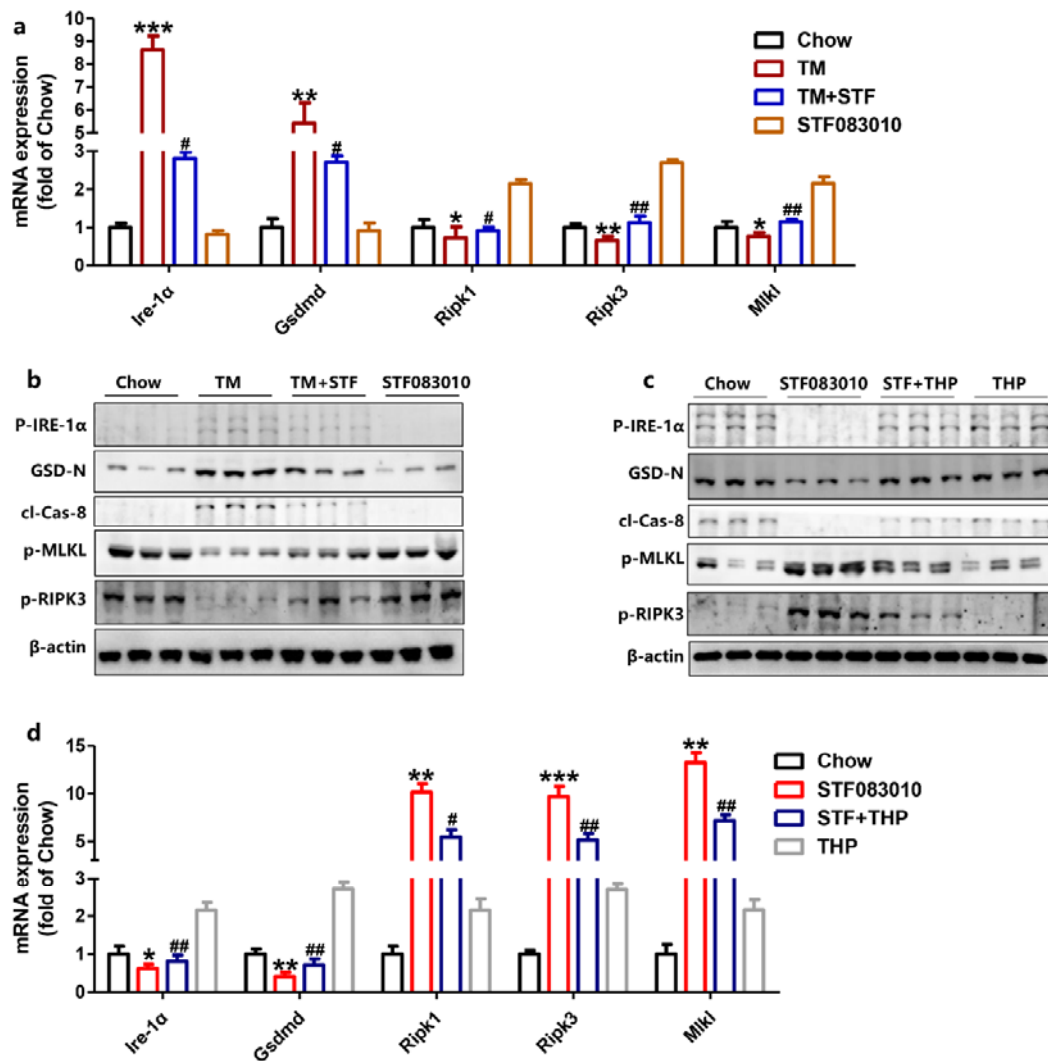 a
mRNA expression
(fold of Chow)
10
9
8
7
6
5
3
2
1
0
***
#
**
#
*
#
**
##
*
##
Chow
TM
TM+STF
STF083010
Ire-1α
Gsdmd
Ripk1
Ripk3
Mlkl
b
Chow TM TM+STF STF083010
P-IRE-1α
GSD-N
cl-Cas-8
p-MLKL
p-RIPK3
β-actin
c
Chow STF083010 STF+THP THP
P-IRE-1α
GSD-N
cl-Cas-8
p-MLKL
p-RIPK3
β-actin
d
mRNA expression
(fold of Chow)
15
10
5
3
2
1
0
*
##
**
##
**
#
***
##
**
##
Chow
STF083010
STF+THP
THP
Ire-1α
Gsdmd
Ripk1
Ripk3
Mlkl